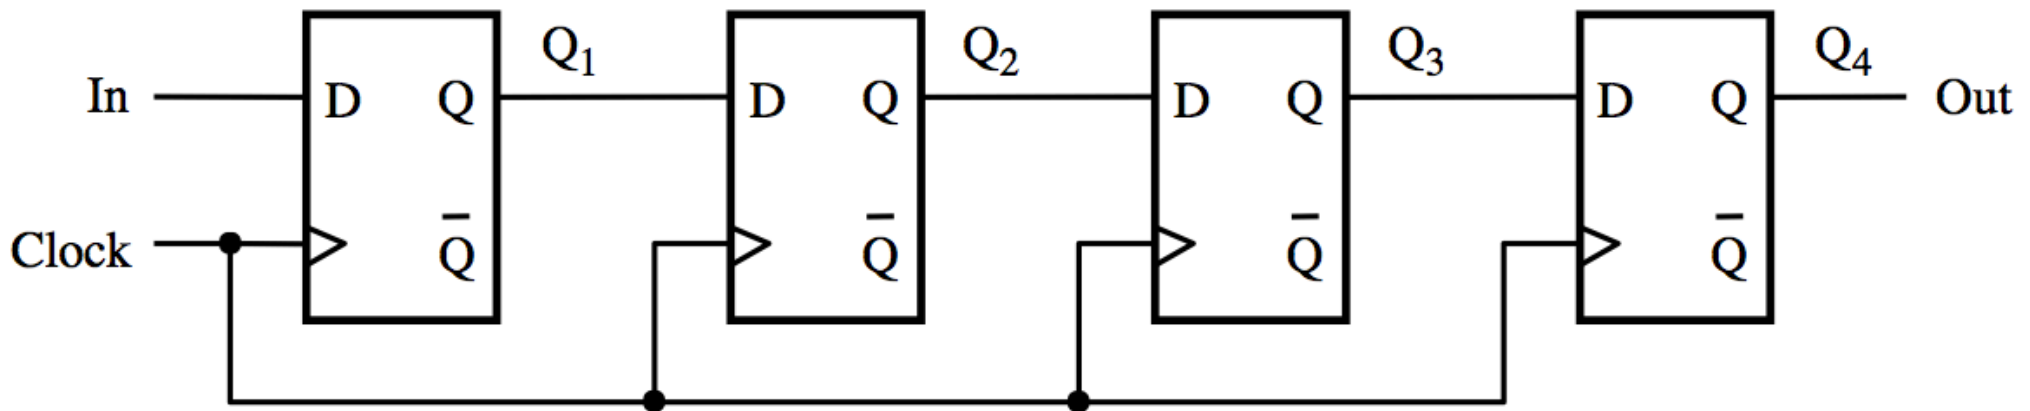 Q₁ Q₂ Q₃ Q₄
In D Q D Q D Q D Q Out
Clock Q̅ Q̅ Q̅ Q̅